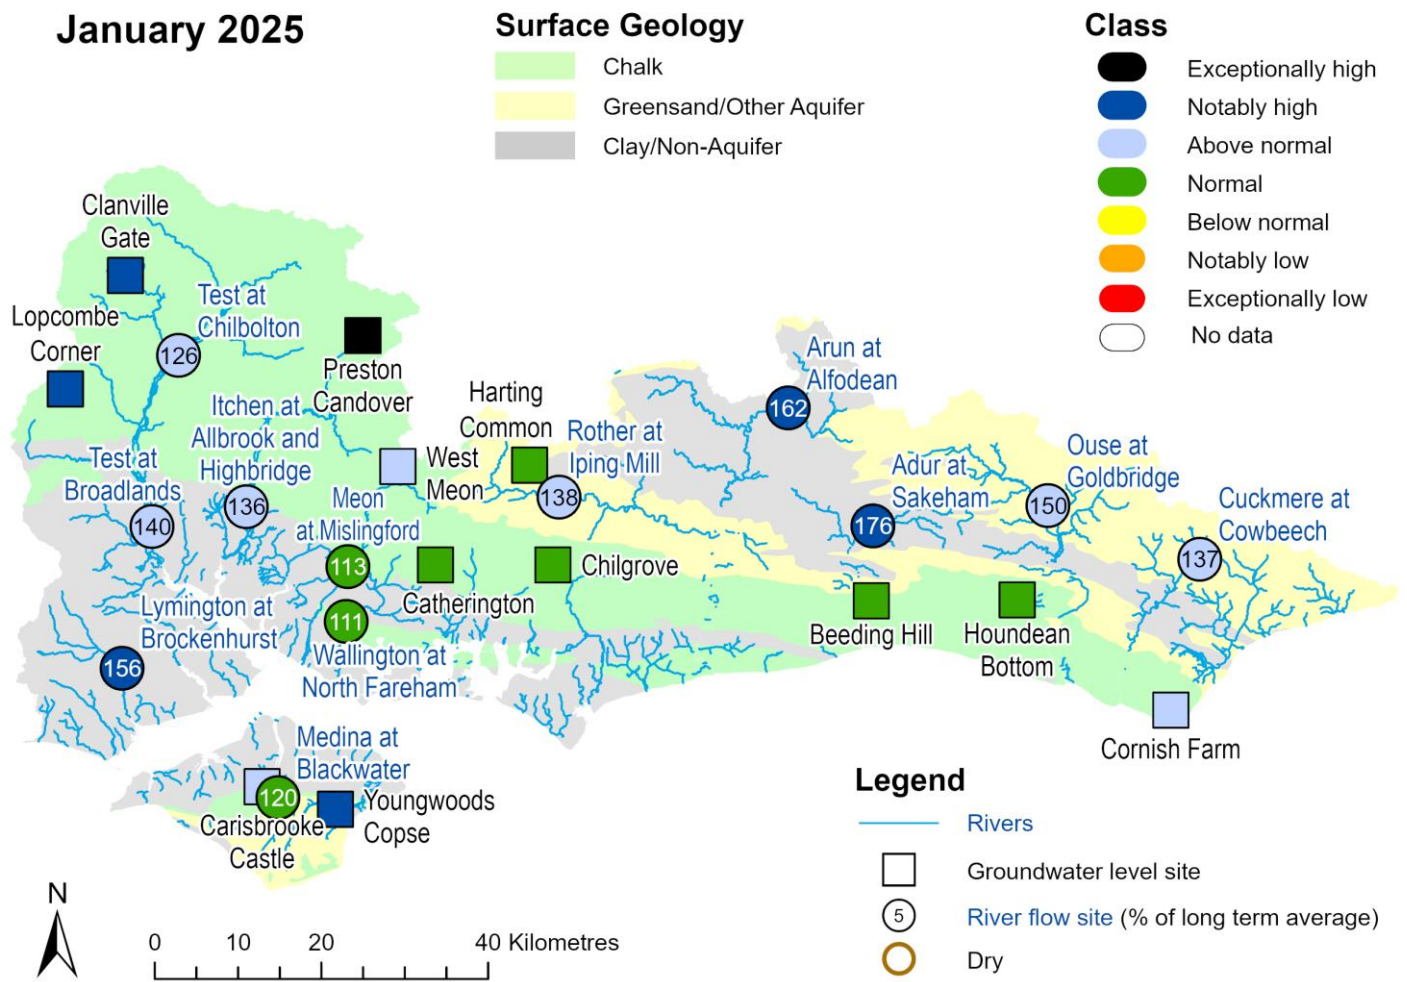 January 2025
Surface Geology
Chalk
Greensand/Other Aquifer
Clay/Non-Aquifer
Class
Exceptionally high
Notably high
Above normal
Normal
Below normal
Notably low
Exceptionally low
No data
Clanville
Gate
Test at
Chilbolton
126
Lopcombe
Corner
Preston
Candover
Itchen at
Allbrook and
Highbridge
136
Test at
Broadlands
140
West
Meon
Harting
Common
Rother at
Iping Mill
138
Arun at
Alfodean
162
Adur at
Sakeham
176
Ouse at
Goldbridge
150
Cuckmere at
Cowbeech
137
Meon
at Mislingford
113
Catherington
Chilgrove
111
Wallington at
North Fareham
Lymington at
Brockenhurst
156
Beeding Hill
Houndean
Bottom
Cornish Farm
Medina at
Blackwater
120
Carisbrooke
Castle
Youngwoods
Copse
N
0 10 20 40 Kilometres
Legend
Rivers
Groundwater level site
5
River flow site (% of long term average)
Dry